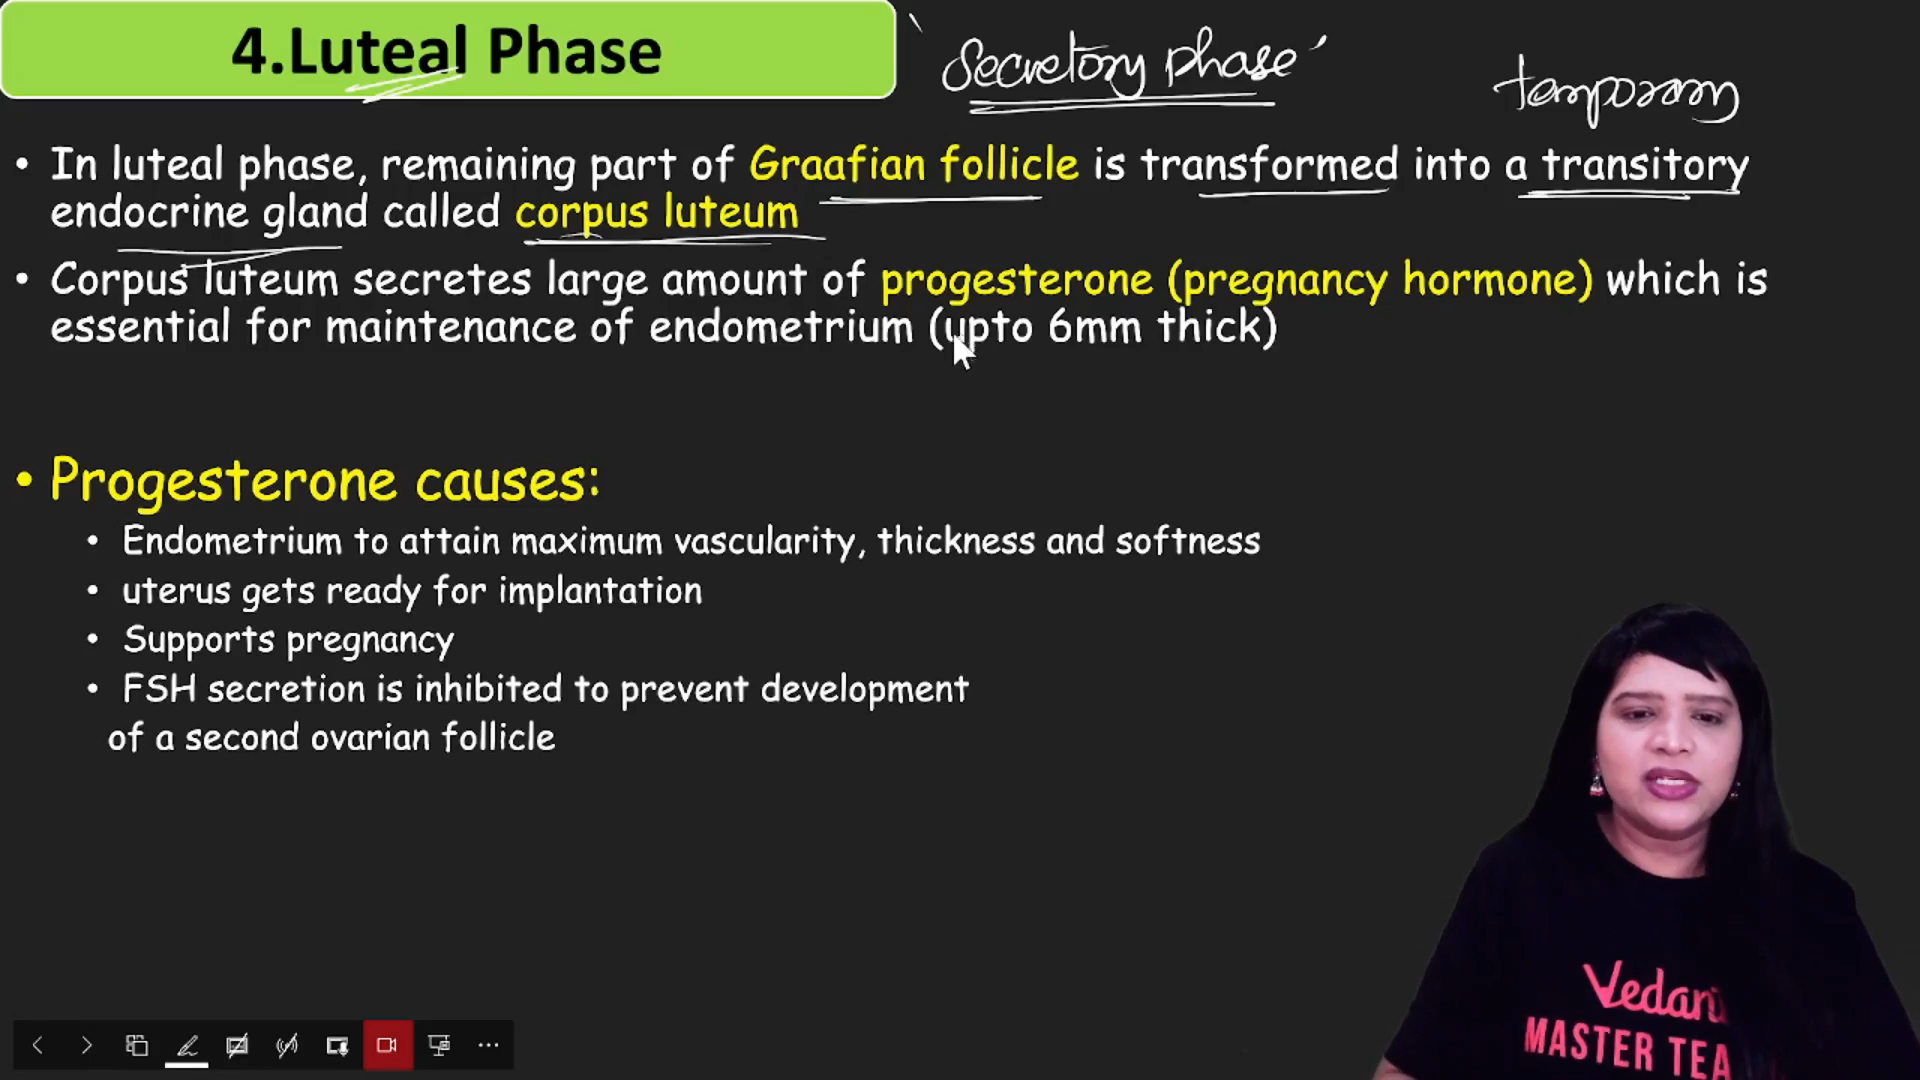 4.Luteal Phase
'Secretory phase'
temporary
• In luteal phase, remaining part of Graafian follicle is transformed into a transitory
endocrine gland called corpus luteum
• Corpus luteum secretes large amount of progesterone (pregnancy hormone) which is
essential for maintenance of endometrium (upto 6mm thick)
• Progesterone causes:
• Endometrium to attain maximum vascularity, thickness and softness
• uterus gets ready for implantation
• Supports pregnancy
• FSH secretion is inhibited to prevent development
of a second ovarian follicle
Vedan
MASTER TEA